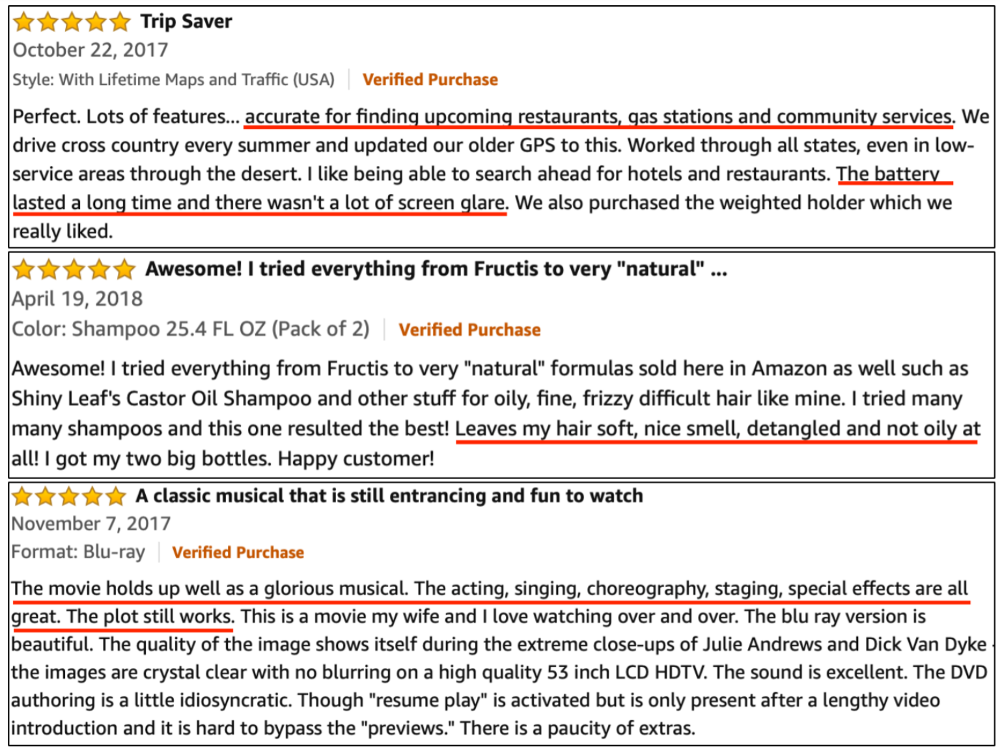 Trip Saver
October 22, 2017
Style: With Lifetime Maps and Traffic (USA) Verified Purchase
Perfect. Lots of features... accurate for finding upcoming restaurants, gas stations and community services. We
drive cross country every summer and updated our older GPS to this. Worked through all states, even in low-
service areas through the desert. I like being able to search ahead for hotels and restaurants. The battery
lasted a long time and there wasn't a lot of screen glare. We also purchased the weighted holder which we
really liked.
Awesome! I tried everything from Fructis to very "natural" ...
April 19, 2018
Color: Shampoo 25.4 FL OZ (Pack of 2) Verified Purchase
Awesome! I tried everything from Fructis to very "natural" formulas sold here in Amazon as well such as
Shiny Leaf's Castor Oil Shampoo and other stuff for oily, fine, frizzy difficult hair like mine. I tried many
many shampoos and this one resulted the best! Leaves my hair soft, nice smell, detangled and not oily at
all! I got my two big bottles. Happy customer!
A classic musical that is still entrancing and fun to watch
November 7, 2017
Format: Blu-ray Verified Purchase
The movie holds up well as a glorious musical. The acting, singing, choreography, staging, special effects are all
great. The plot still works. This is a movie my wife and I love watching over and over. The blu ray version is
beautiful. The quality of the image shows itself during the extreme close-ups of Julie Andrews and Dick Van Dyke -
the images are crystal clear with no blurring on a high quality 53 inch LCD HDTV. The sound is excellent. The DVD
authoring is a little idiosyncratic. Though "resume play" is activated but is only present after a lengthy video
introduction and it is hard to bypass the "previews." There is a paucity of extras.